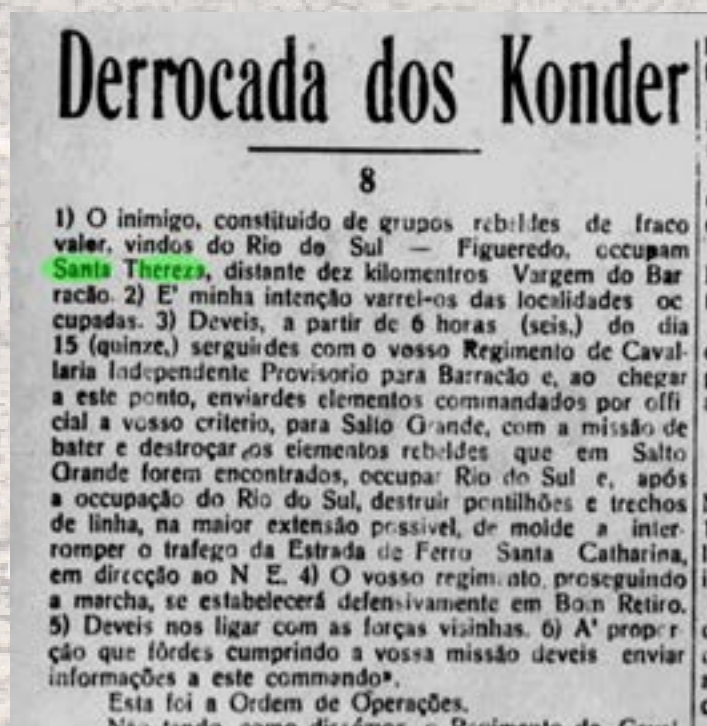 Derrocada dos Konder
8
1) O inimigo, constituido de grupos rebeldes de fraco
valer, vindos do Rio do Sul — Figueredo, occupam
Santa Thereza, distante dez kilomentros Vargem do Bar
racão. 2) E' minha intenção varrel-os das localidades oc
cupadas. 3) Deveis, a partir de 6 horas (seis,) do dia
15 (quinze,) serguirdes com o vosso Regimento de Caval-
laria Independente Provisorio para Barracão e, ao chegar
a este ponto, enviardes elementos commandados por offi
cial a vosso criterio, para Salto Grande, com a missão de
bater e destroçar os elementos rebeldes que em Salto
Grande forem encontrados, occupar Rio do Sul e, após
a occupação do Rio do Sul, destruir pontilhões e trechos
de linha, na maior extensão possivel, de molde a inter-
romper o trafego da Estrada de Ferro Santa Catharina,
em direcção ao N E. 4) O vosso regimento, proseguindo
a marcha, se estabelecerá defensivamente em Bom Retiro.
5) Deveis nos ligar com as forças visinhas. 6) A' propor-
ção que fôrdes cumprindo a vossa missão deveis enviar
informações a este commando».
Esta foi a Ordem de Operações.